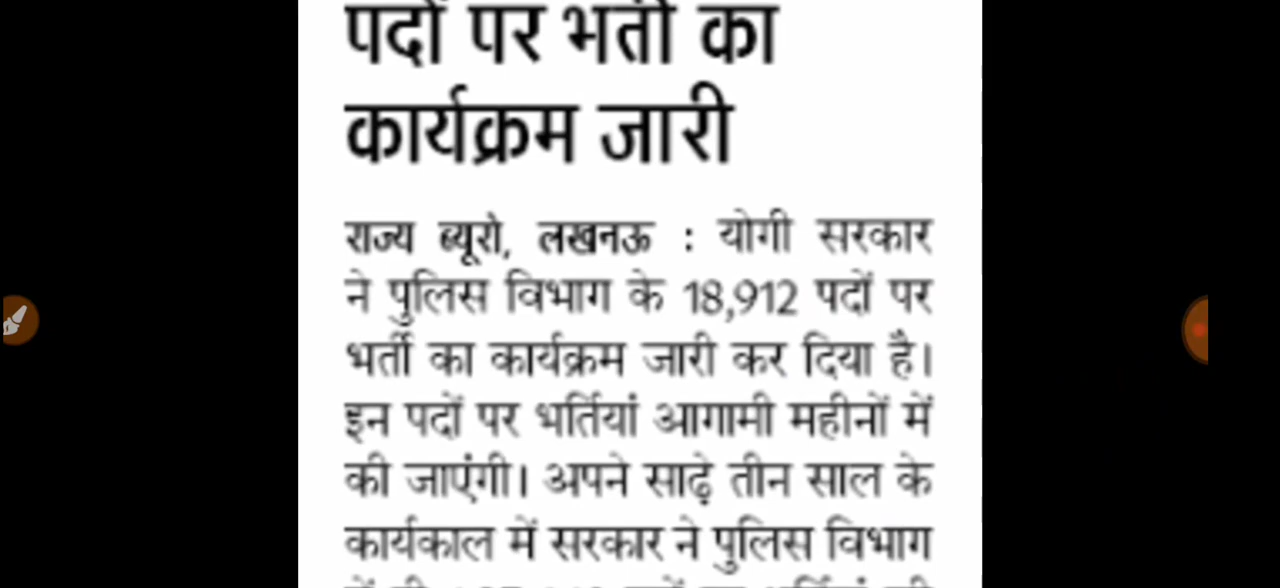 पदों पर भर्ती का
कार्यक्रम जारी
राज्य ब्यूरो, लखनऊ : योगी सरकार
ने पुलिस विभाग के 18,912 पदों पर
भर्ती का कार्यक्रम जारी कर दिया है।
इन पदों पर भर्तियां आगामी महीनों में
की जाएंगी। अपने साढ़े तीन साल के
कार्यकाल में सरकार ने पुलिस विभाग